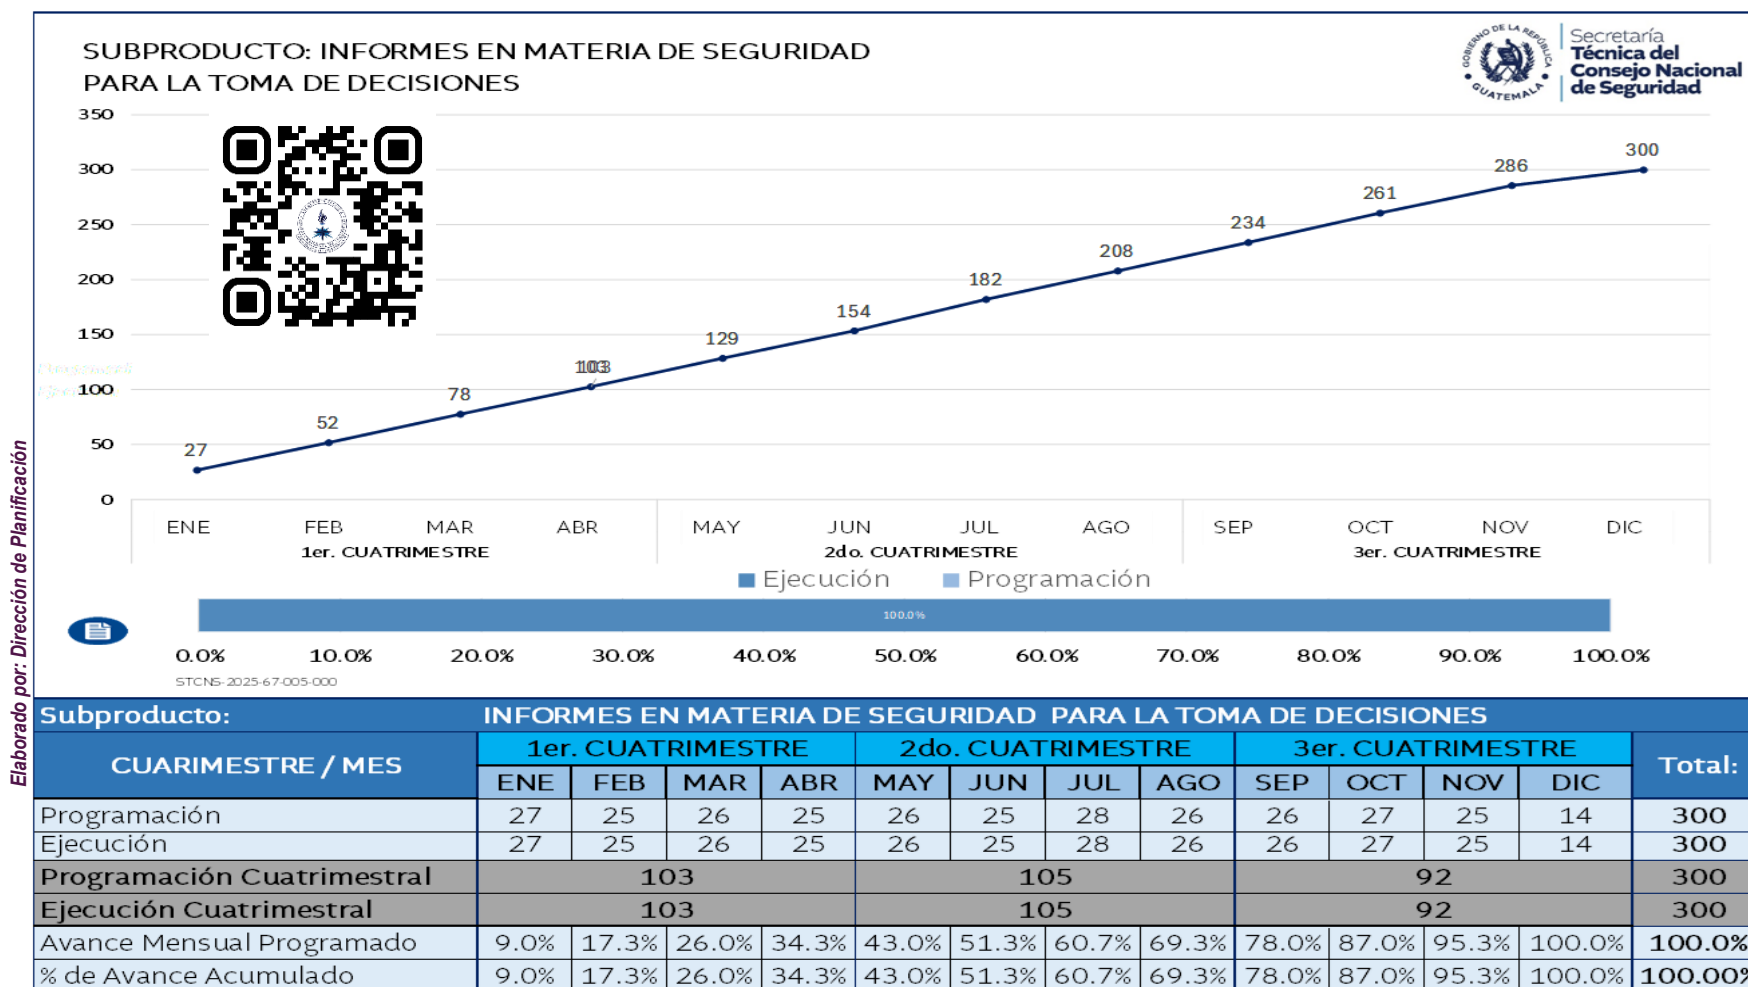 SUBPRODUCTO: INFORMES EN MATERIA DE SEGURIDAD
PARA LA TOMA DE DECISIONES
GOBIERNO DE LA REPÚBLICA
GUATEMALA
Secretaría
Técnica del
Consejo Nacional
de Seguridad
350
300
250
200
150
100
50
0
27
52
78
103
103
129
154
182
208
234
261
286
300
ENE FEB MAR ABR MAY JUN JUL AGO SEP OCT NOV DIC
1er. CUATRIMESTRE 2do. CUATRIMESTRE 3er. CUATRIMESTRE
Ejecución Programación
100.0%
0.0% 10.0% 20.0% 30.0% 40.0% 50.0% 60.0% 70.0% 80.0% 90.0% 100.0%
STCNS-2025-67-005-000
Elaborado por: Dirección de Planificación
Subproducto: INFORMES EN MATERIA DE SEGURIDAD PARA LA TOMA DE DECISIONES
CUARIMESTRE / MES 1er. CUATRIMESTRE 2do. CUATRIMESTRE 3er. CUATRIMESTRE Total:
ENE FEB MAR ABR MAY JUN JUL AGO SEP OCT NOV DIC
Programación 27 25 26 25 26 25 28 26 26 27 25 14 300
Ejecución 27 25 26 25 26 25 28 26 26 27 25 14 300
Programación Cuatrimestral 103 105 92 300
Ejecución Cuatrimestral 103 105 92 300
Avance Mensual Programado 9.0% 17.3% 26.0% 34.3% 43.0% 51.3% 60.7% 69.3% 78.0% 87.0% 95.3% 100.0% 100.0%
% de Avance Acumulado 9.0% 17.3% 26.0% 34.3% 43.0% 51.3% 60.7% 69.3% 78.0% 87.0% 95.3% 100.0% 100.00%